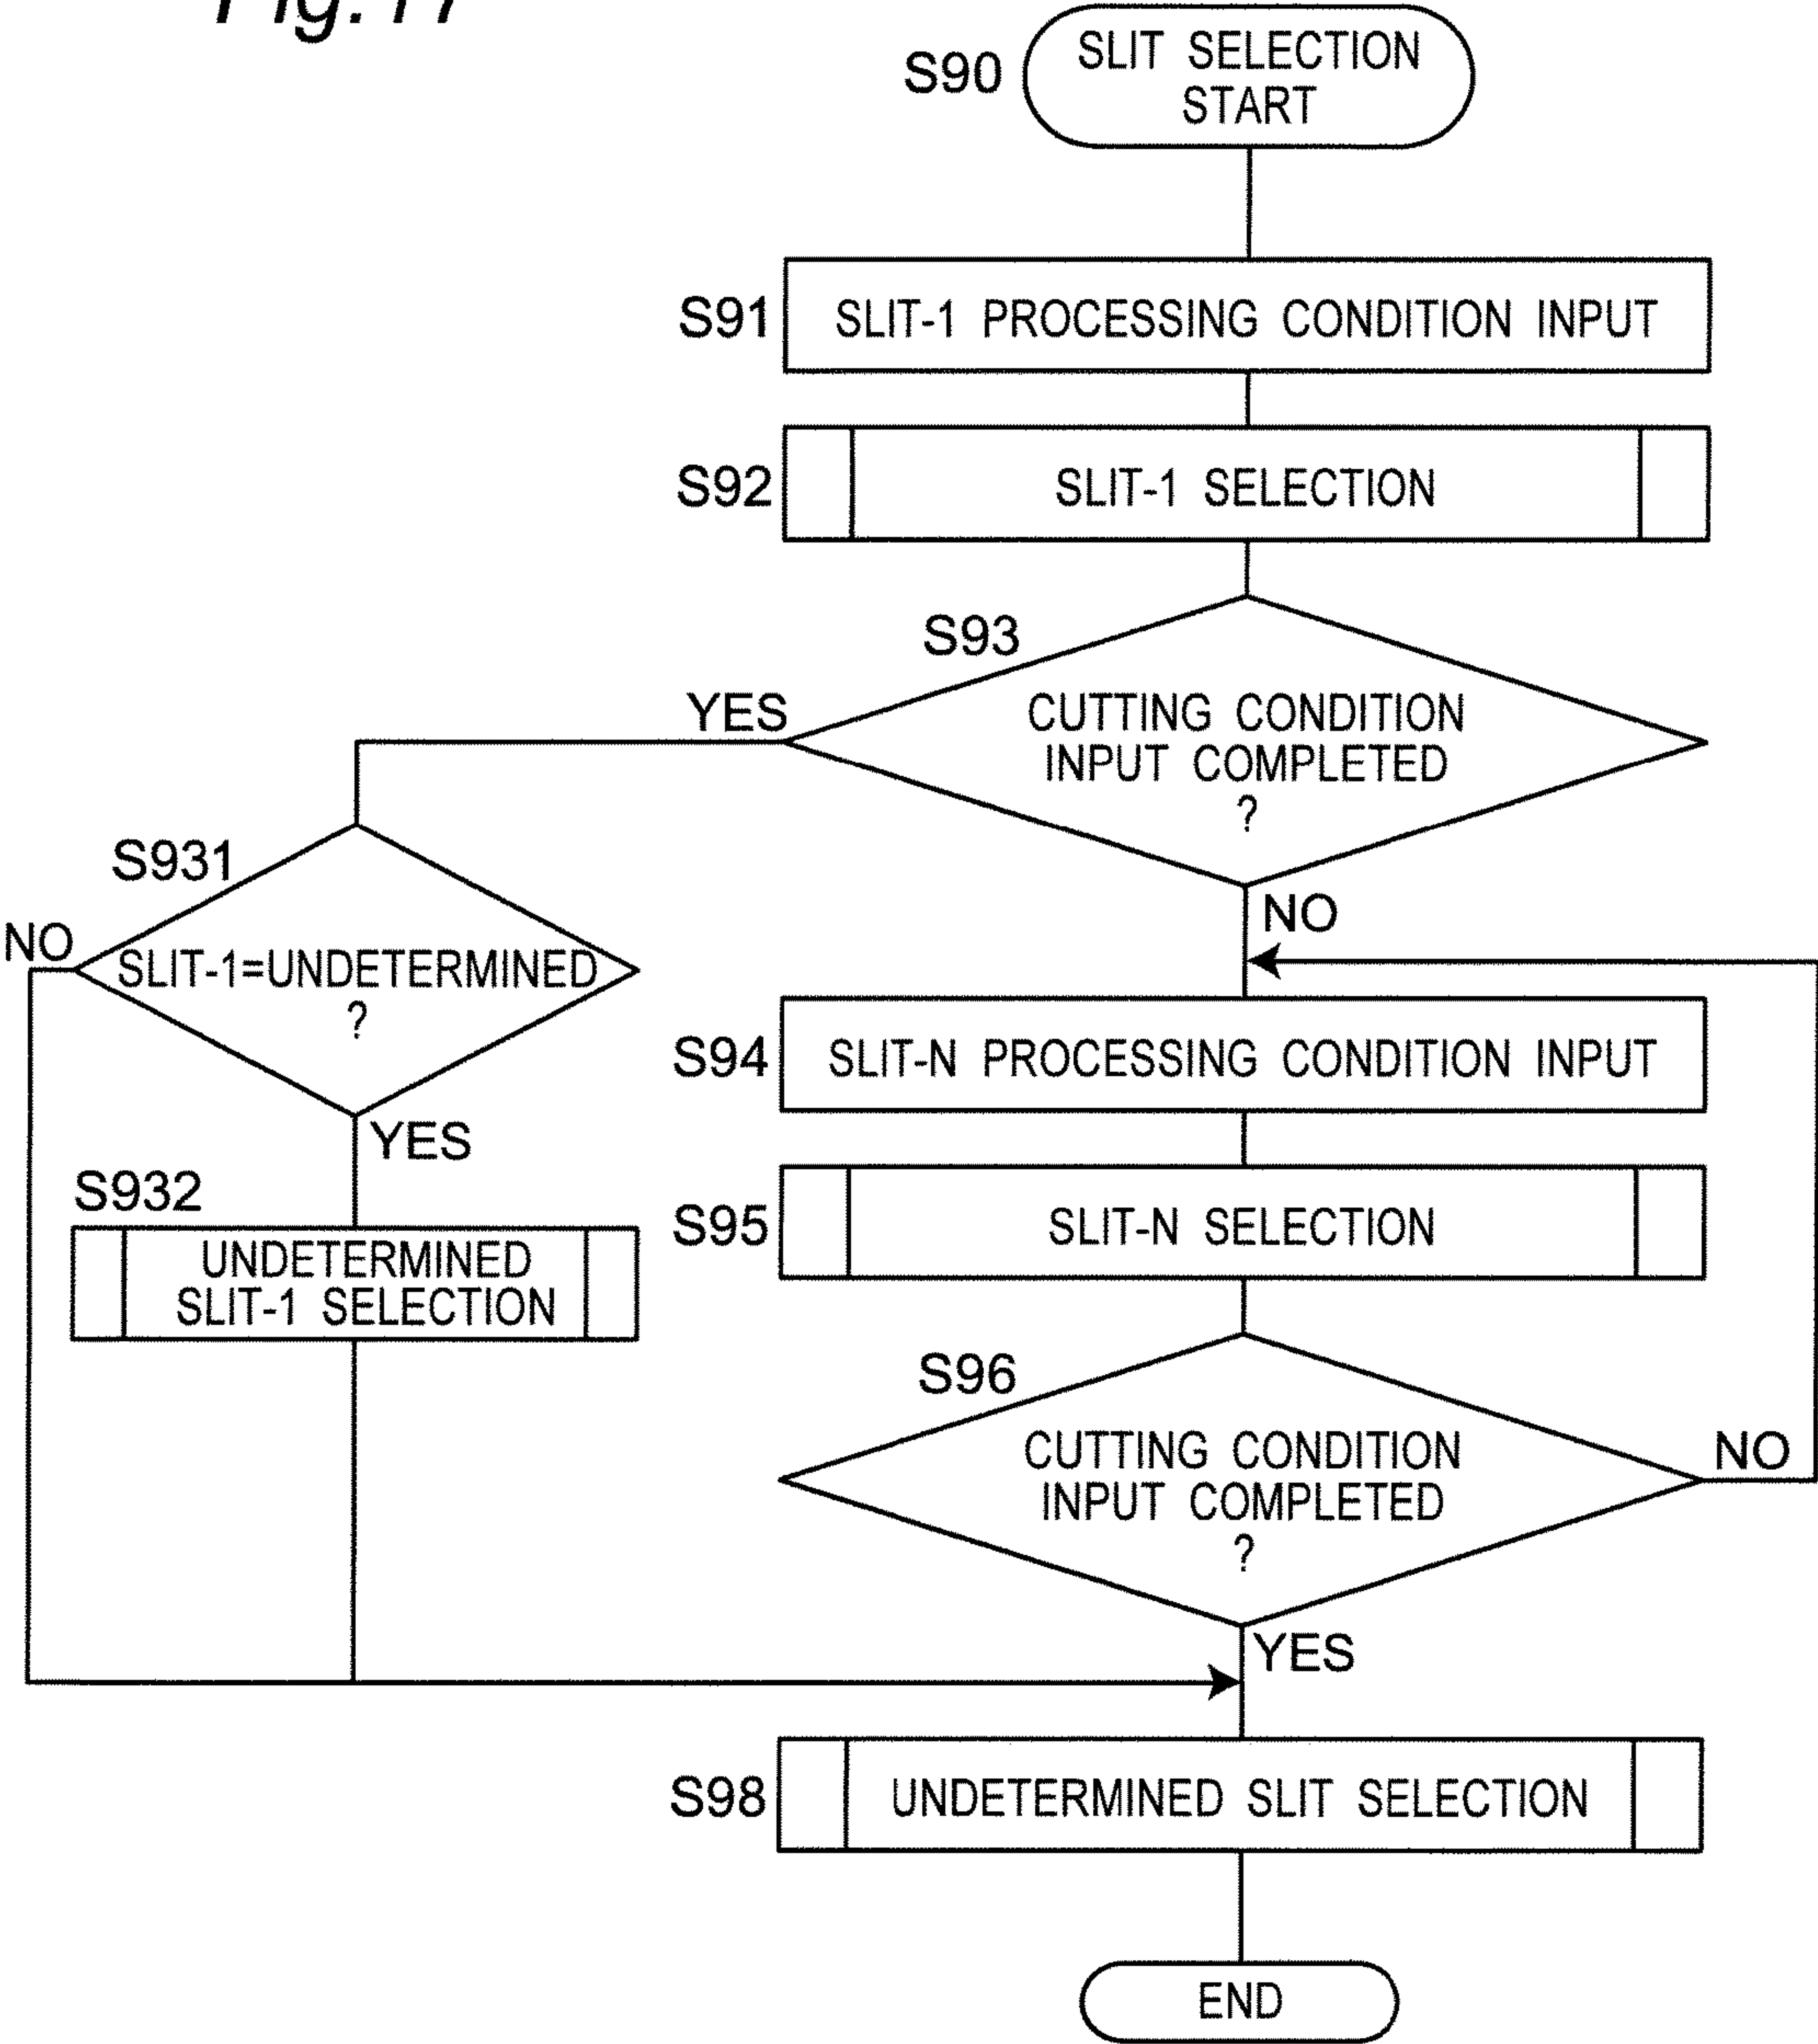 Fig. 17
S90
SLIT SELECTION
START
S91
SLIT-1 PROCESSING CONDITION INPUT
S92
SLIT-1 SELECTION
S93
CUTTING CONDITION
INPUT COMPLETED
?
YES
NO
S931
SLIT-1=UNDETERMINED
?
NO
YES
S932
UNDETERMINED
SLIT-1 SELECTION
S94
SLIT-N PROCESSING CONDITION INPUT
S95
SLIT-N SELECTION
S96
CUTTING CONDITION
INPUT COMPLETED
?
NO
YES
S98
UNDETERMINED SLIT SELECTION
END